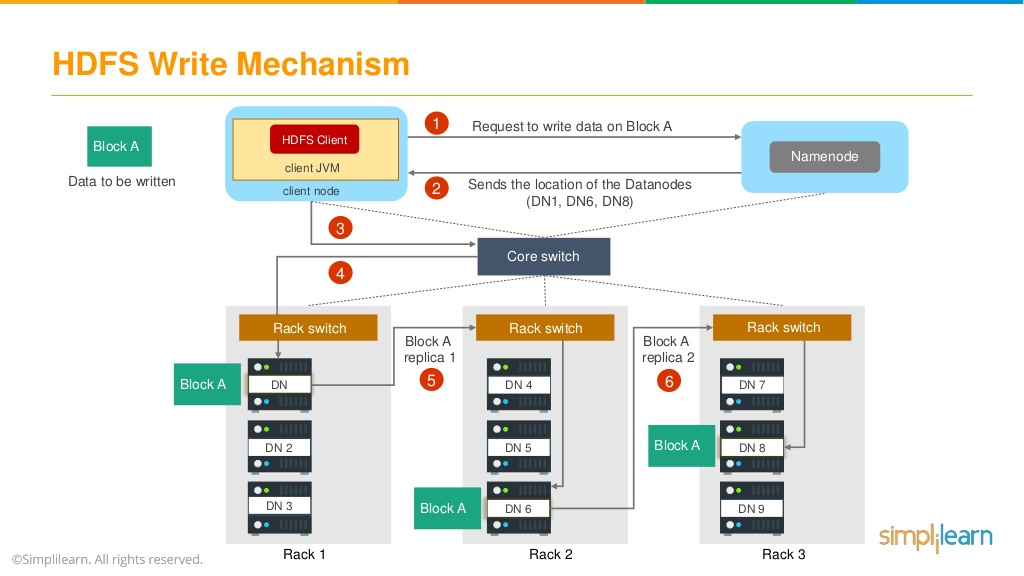 HDFS Write Mechanism
Block A
Data to be written
HDFS Client
client JVM
client node
1
Request to write data on Block A
2
Sends the location of the Datanodes
(DN1, DN6, DN8)
Namenode
3
4
Core switch
Rack switch
Block A
DN
DN 2
DN 3
Rack 1
Block A
replica 1
5
Rack switch
DN 4
DN 5
Block A
DN 6
Rack 2
Block A
replica 2
6
Rack switch
DN 7
Block A
DN 8
DN 9
Rack 3
©Simplilearn. All rights reserved.
simplilearn